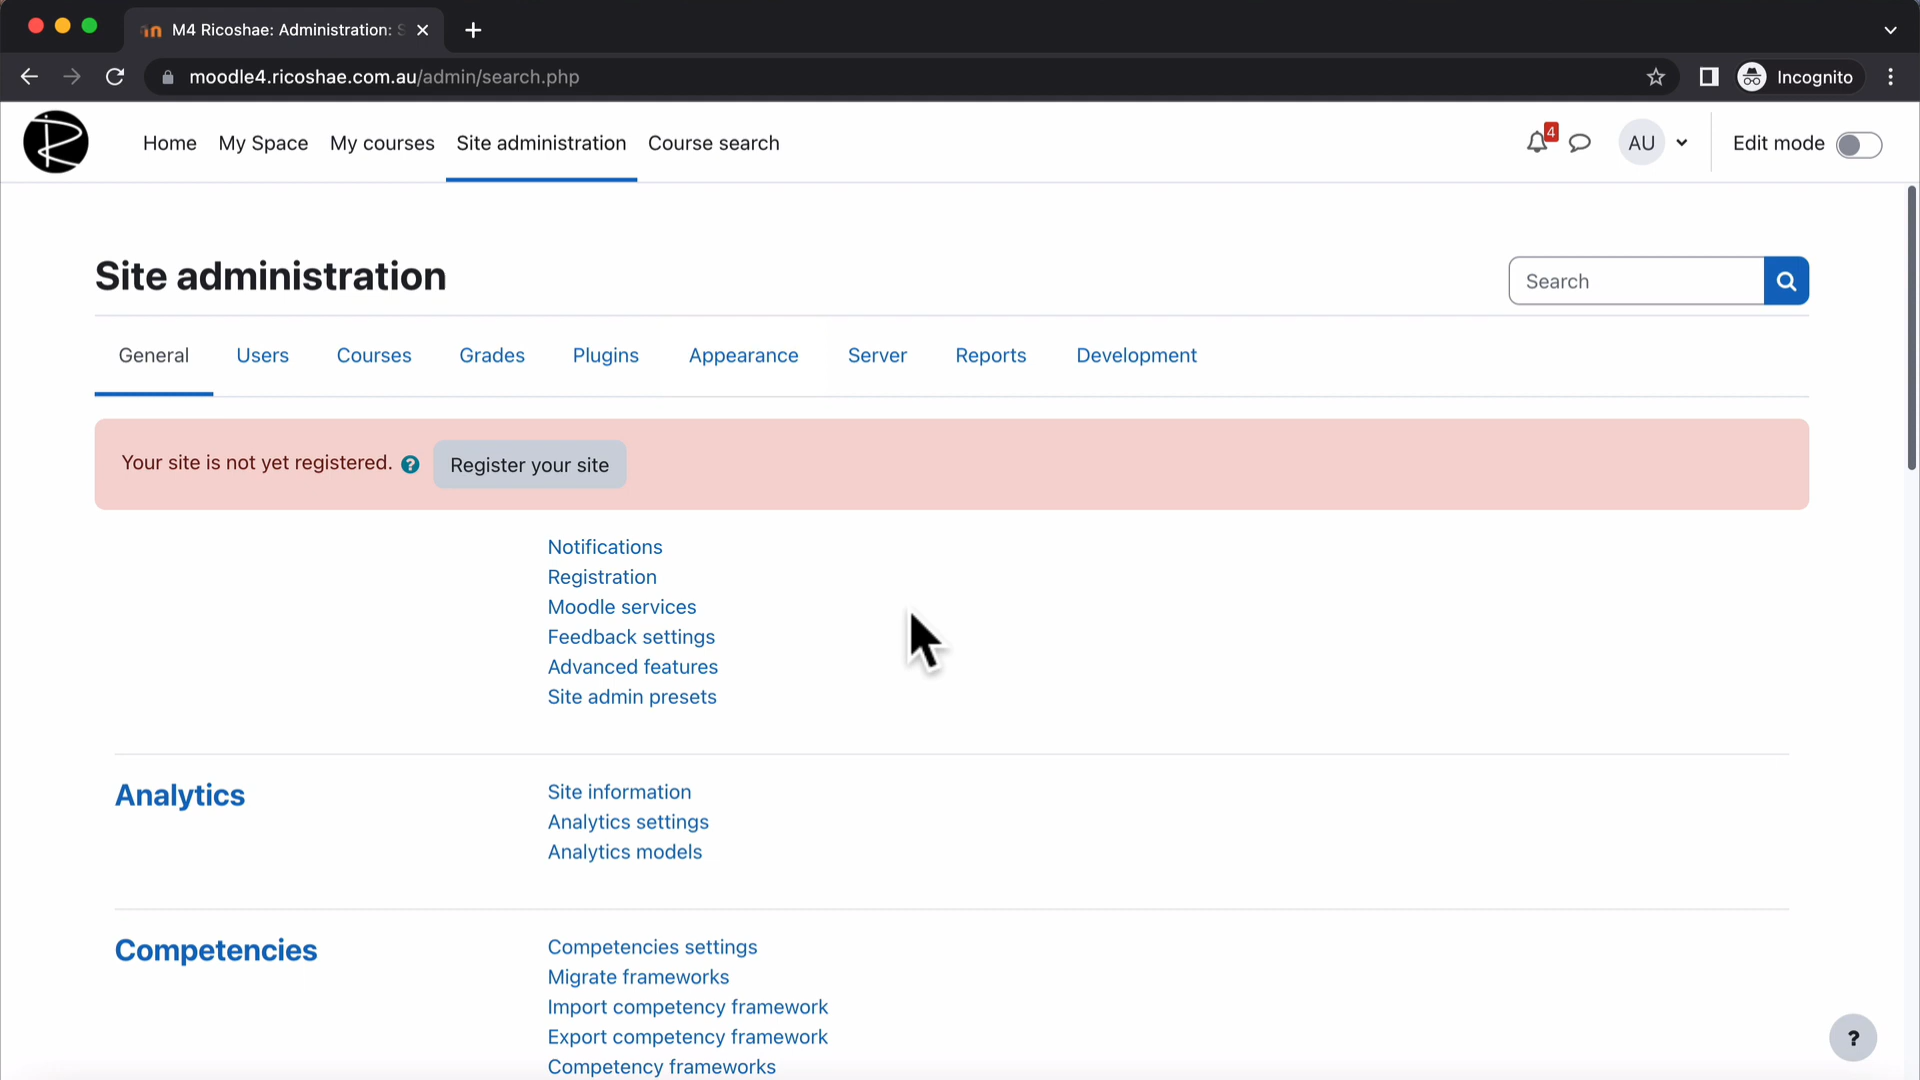 M4 Ricoshae: Administration: S
moodle4.ricoshae.com.au/admin/search.php
Incognito
Home
My Space
My courses
Site administration
Course search
4
AU
Edit mode
Site administration
Search
General
Users
Courses
Grades
Plugins
Appearance
Server
Reports
Development
Your site is not yet registered.
?
Register your site
Notifications
Registration
Moodle services
Feedback settings
Advanced features
Site admin presets
Analytics
Site information
Analytics settings
Analytics models
Competencies
Competencies settings
Migrate frameworks
Import competency framework
Export competency framework
Competency frameworks
?